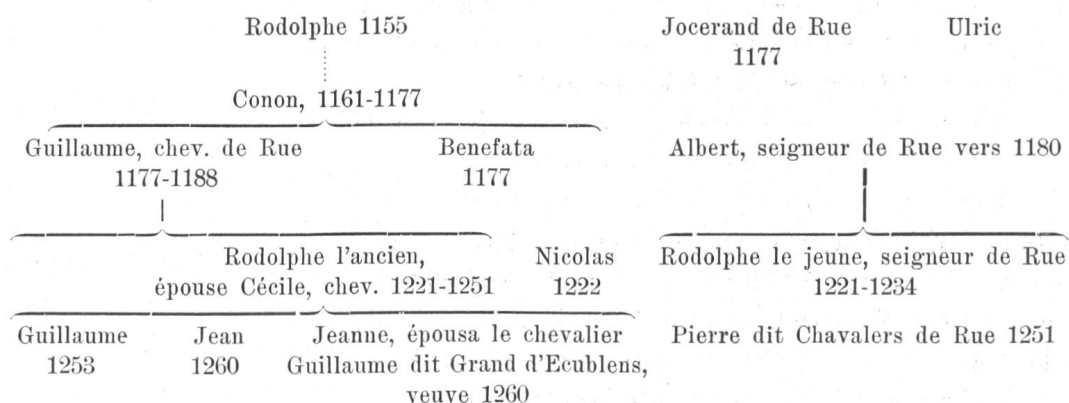 Rodolphe 1155 Jocerand de Rue Ulric
1177
Conon, 1161-1177
Guillaume, chev. de Rue Benefata Albert, seigneur de Rue vers 1180
1177-1188 1177
Rodolphe l'ancien, Nicolas Rodolphe le jeune, seigneur de Rue
épouse Cécile, chev. 1221-1251 1222 1221-1234
Guillaume Jean Jeanne, épousa le chevalier Pierre dit Chavalers de Rue 1251
1253 1260 Guillaume dit Grand d'Ecublens,
veuve 1260